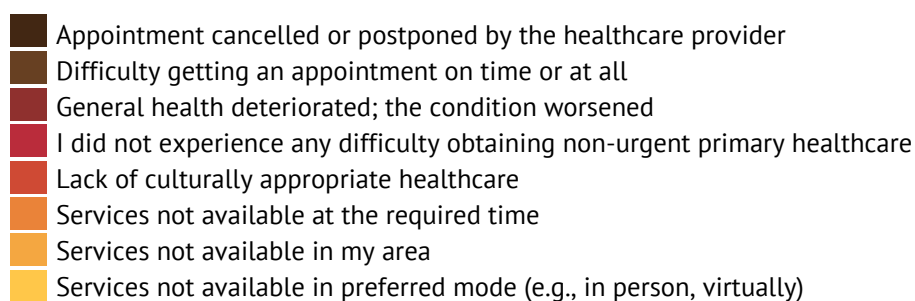 Appointment cancelled or postponed by the healthcare provider
Difficulty getting an appointment on time or at all
General health deteriorated; the condition worsened
I did not experience any difficulty obtaining non-urgent primary healthcare
Lack of culturally appropriate healthcare
Services not available at the required time
Services not available in my area
Services not available in preferred mode (e.g., in person, virtually)